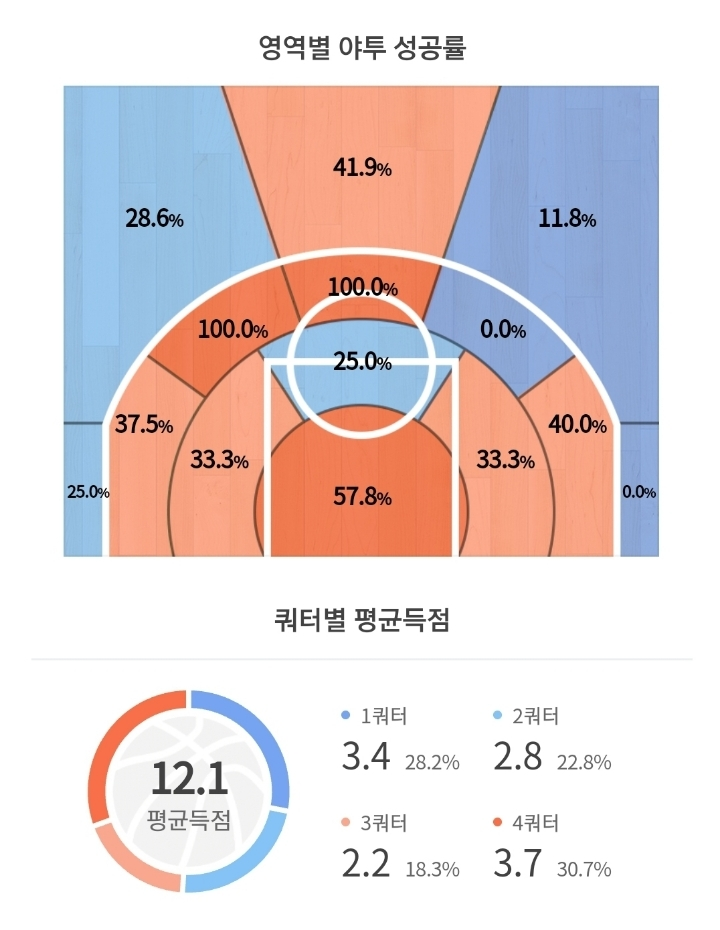 영역별 야투 성공률
41.9%
28.6%
11.8%
100.0%
100.0%
0.0%
25.0%
37.5%
40.0%
33.3%
33.3%
25.0%
57.8%
0.0%
쿼터별 평균득점
12.1
평균득점
1쿼터
3.4 28.2%
2쿼터
2.8 22.8%
3쿼터
2.2 18.3%
4쿼터
3.7 30.7%